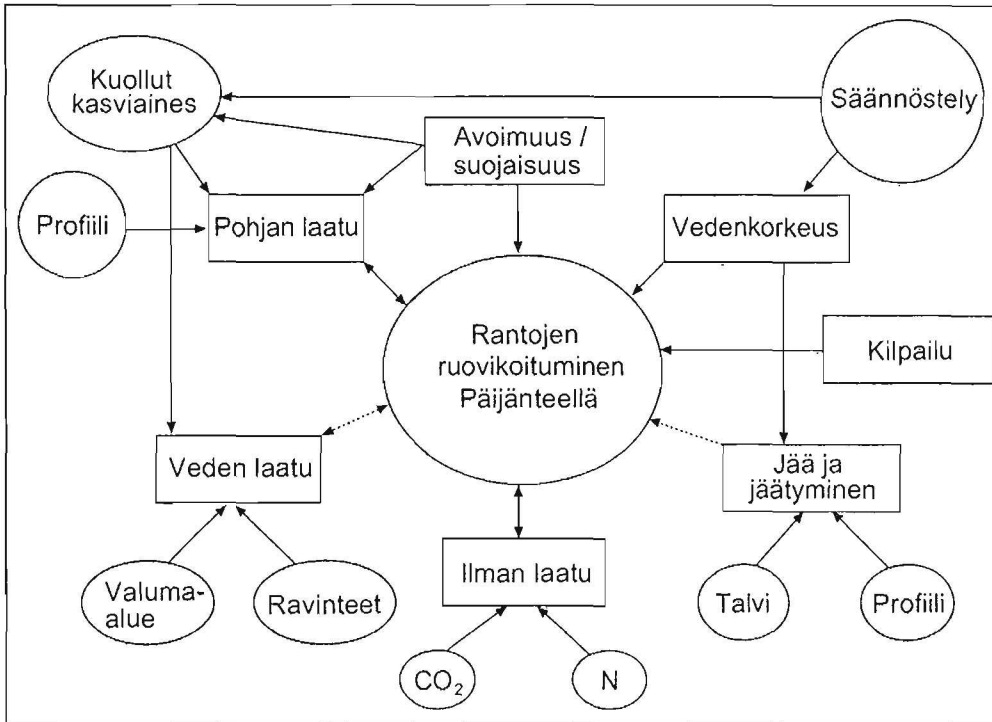 Kuollut
kasviaines
Säännöstely
Avoimuus /
suojaisuus
Profiili
Pohjan laatu
Vedenkorkeus
Rantojen
ruovikoituminen
Päijänteellä
Kilpailu
Veden laatu
Jää ja
jäätyminen
Ilman laatu
Valuma-
alue
Ravinteet
Talvi
Profiili
CO₂
N